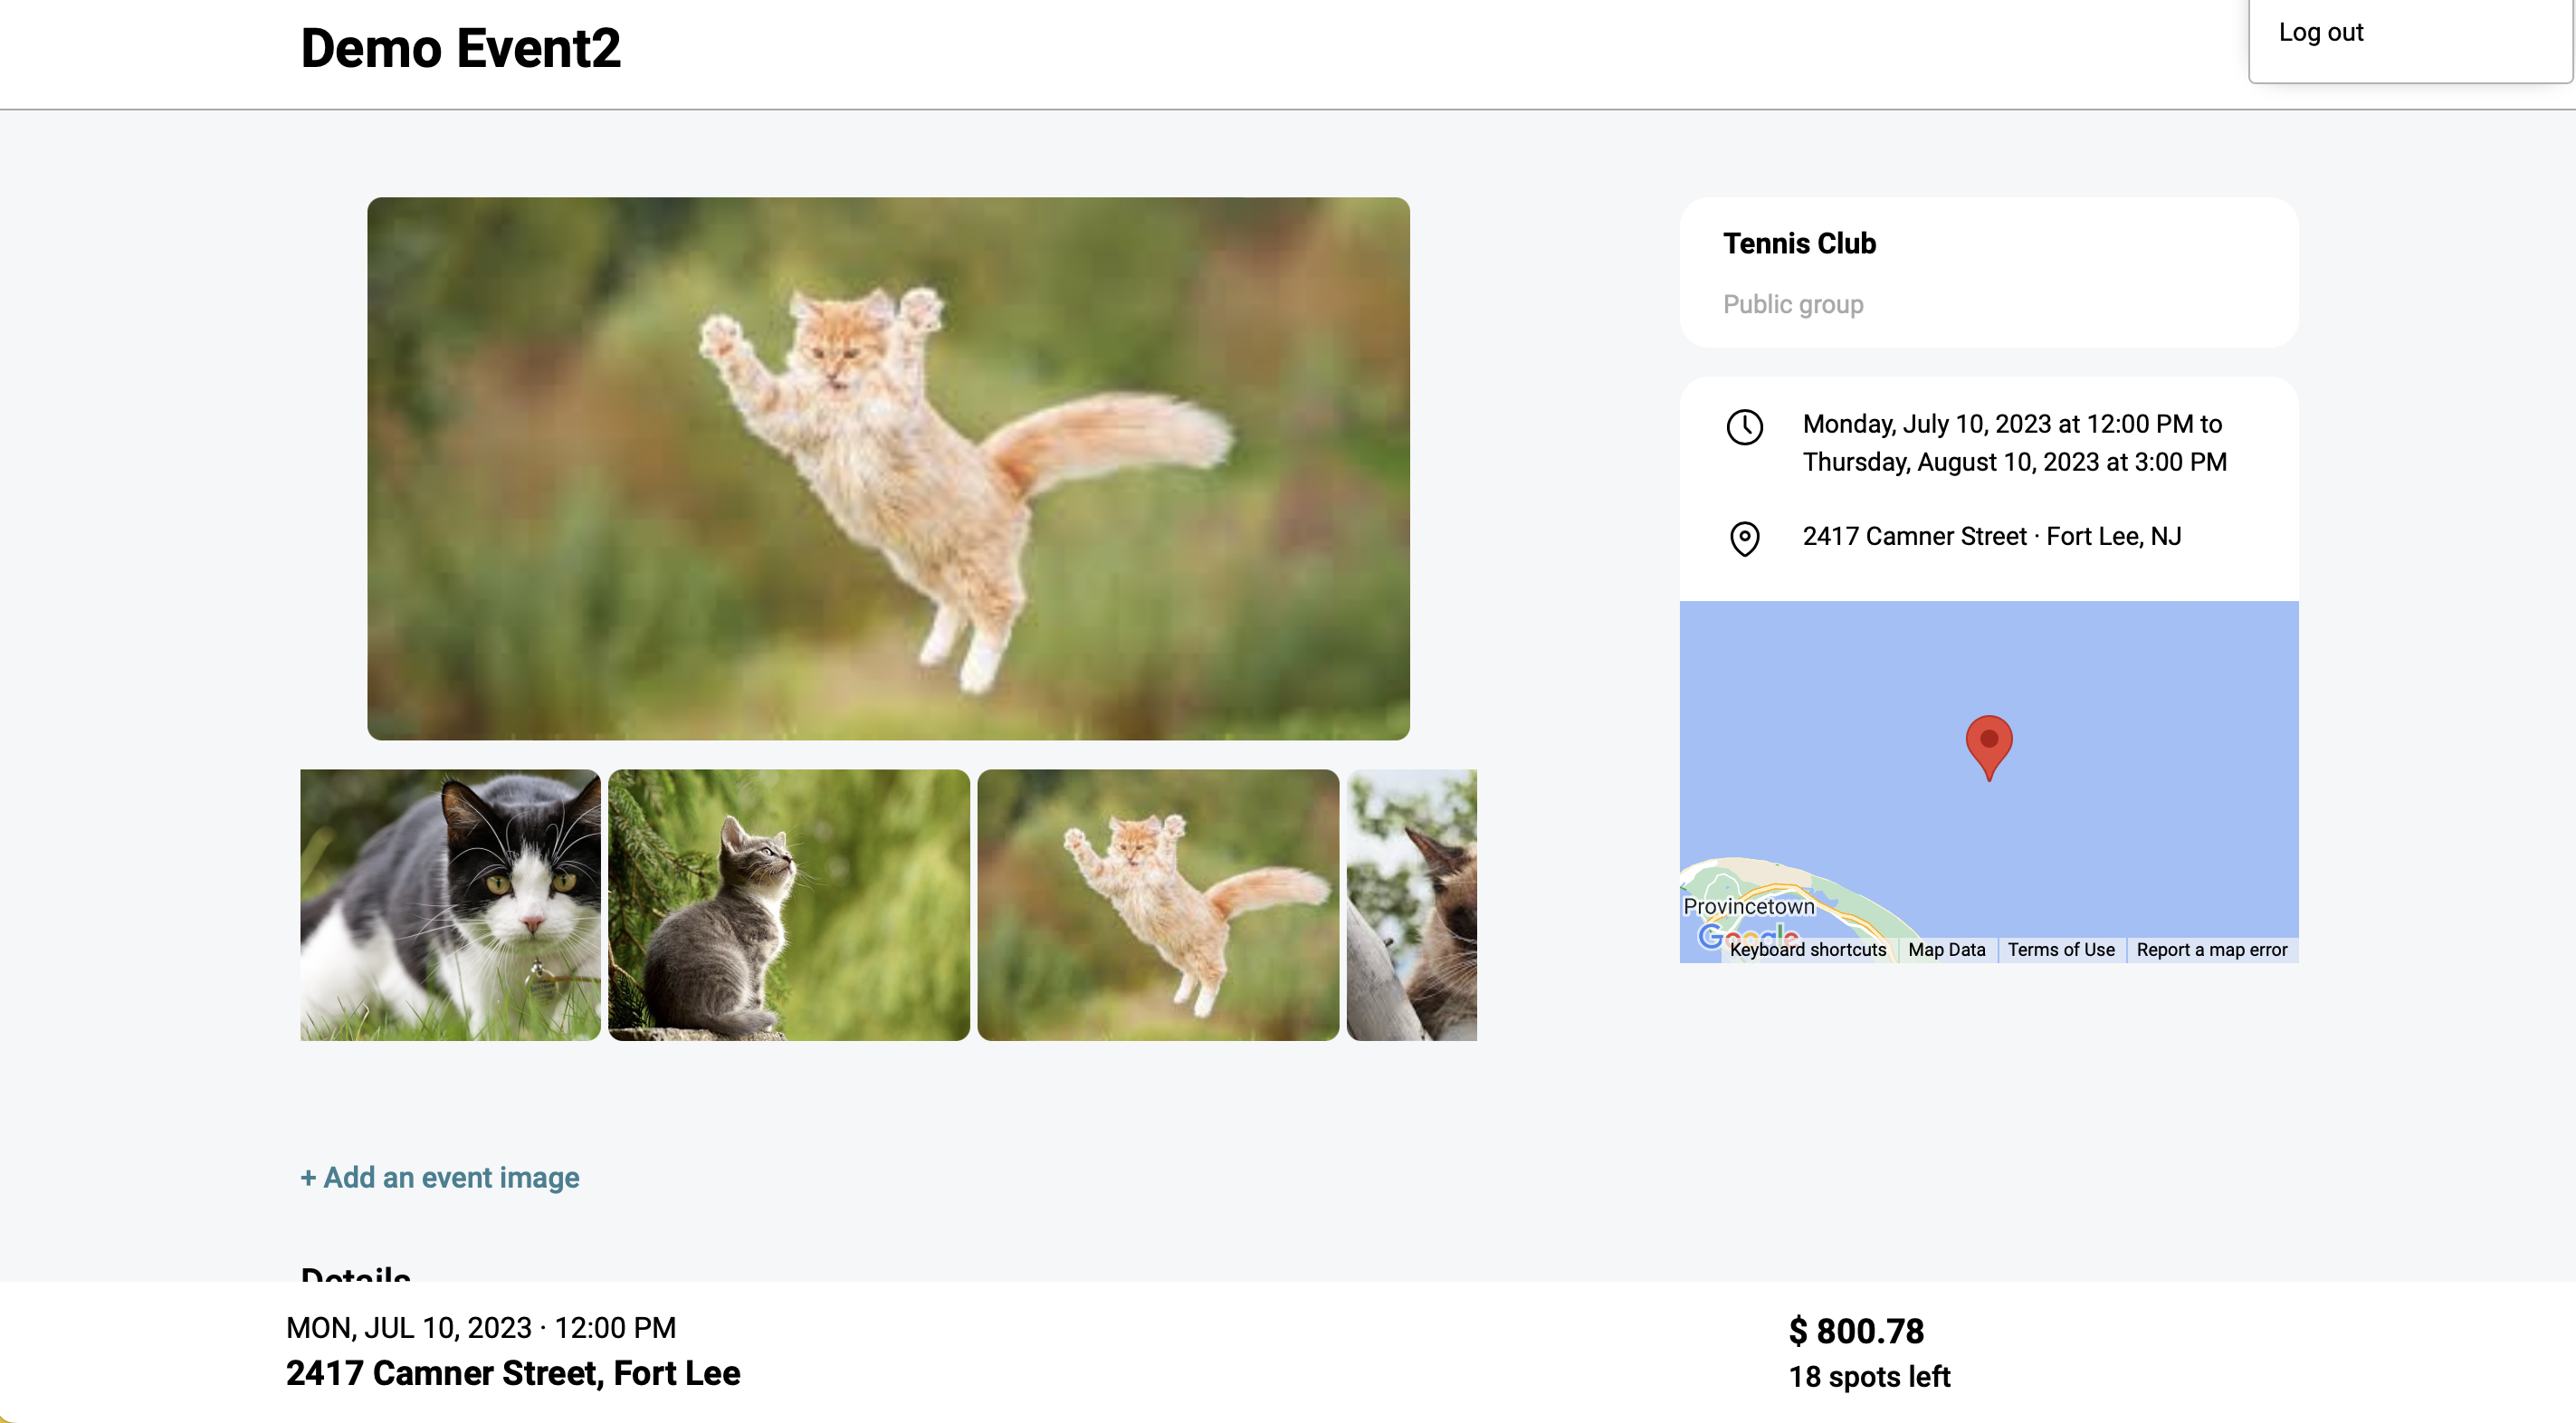 Demo Event2
Log out
Tennis Club
Public group
Monday, July 10, 2023 at 12:00 PM to
Thursday, August 10, 2023 at 3:00 PM
2417 Camner Street · Fort Lee, NJ
Provincetown
Google
Keyboard shortcuts
Map Data
Terms of Use
Report a map error
+ Add an event image
Details
MON, JUL 10, 2023 · 12:00 PM
2417 Camner Street, Fort Lee
$ 800.78
18 spots left